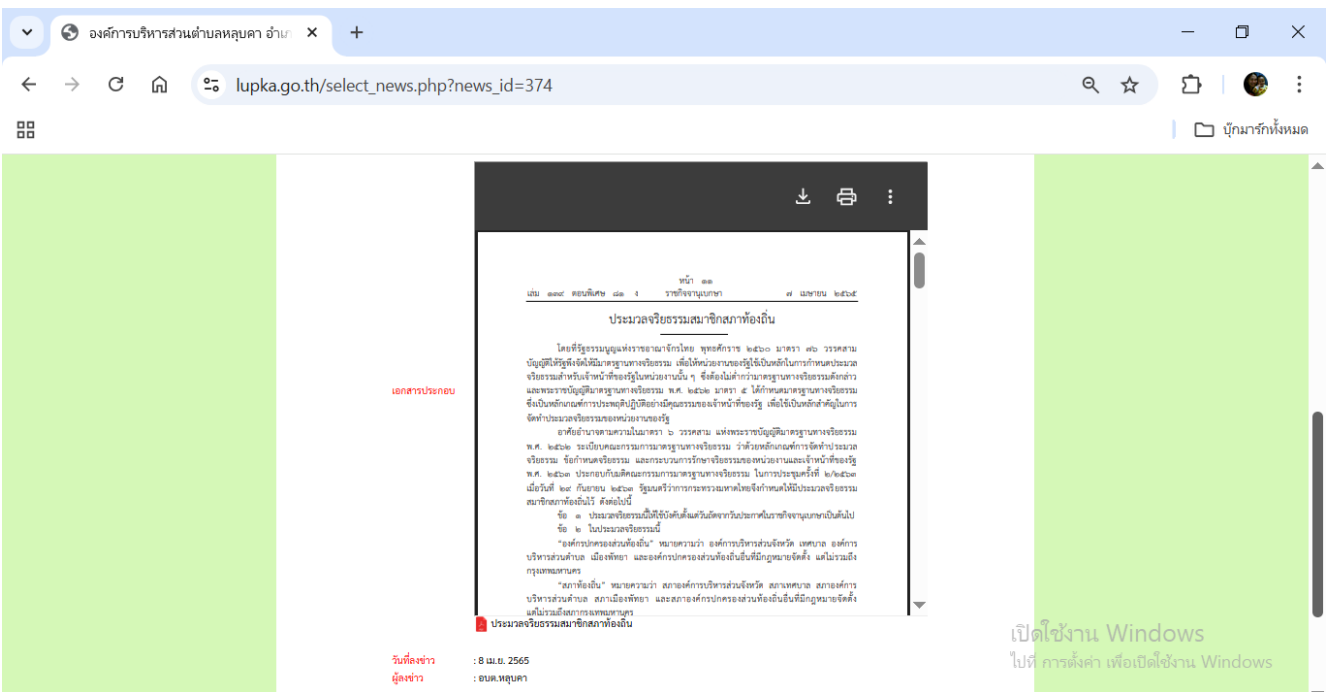 องค์การบริหารส่วนตำบลหลุบคา อำเภ
lupka.go.th/select_news.php?news_id=374
บุ๊กมาร์กทั้งหมด
หน้า ๑๑
เล่ม ๑๓๙ ตอนพิเศษ ๘๑ ง ราชกิจจานุเบกษา ๗ เมษายน ๒๕๖๕
ประมวลจริยธรรมสมาชิกสภาท้องถิ่น
โดยที่รัฐธรรมนูญแห่งราชอาณาจักรไทย พุทธศักราช ๒๕๖๐ มาตรา ๗๖ วรรคสาม
บัญญัติให้รัฐพึงจัดให้มีมาตรฐานทางจริยธรรม เพื่อให้หน่วยงานของรัฐใช้เป็นหลักในการกำหนดประมวล
จริยธรรมสำหรับเจ้าหน้าที่ของรัฐในหน่วยงานนั้น ๆ ซึ่งต้องไม่ต่ำกว่ามาตรฐานทางจริยธรรมดังกล่าว
เอกสารประกอบ
และพระราชบัญญัติมาตรฐานทางจริยธรรม พ.ศ. ๒๕๖๒ มาตรา ๕ ได้กำหนดมาตรฐานทางจริยธรรม
ซึ่งเป็นหลักเกณฑ์การประพฤติปฏิบัติอย่างมีคุณธรรมของเจ้าหน้าที่ของรัฐ เพื่อใช้เป็นหลักสำคัญในการ
จัดทำประมวลจริยธรรมของหน่วยงานของรัฐ
อาศัยอำนาจตามความในมาตรา ๖ วรรคสาม แห่งพระราชบัญญัติมาตรฐานทางจริยธรรม
พ.ศ. ๒๕๖๒ ระเบียบคณะกรรมการมาตรฐานทางจริยธรรม ว่าด้วยหลักเกณฑ์การจัดทำประมวล
จริยธรรม ข้อกำหนดจริยธรรม และกระบวนการรักษาจริยธรรมของหน่วยงานและเจ้าหน้าที่ของรัฐ
พ.ศ. ๒๕๖๓ ประกอบกับมติคณะกรรมการมาตรฐานทางจริยธรรม ในการประชุมครั้งที่ ๒/๒๕๖๓
เมื่อวันที่ ๒๙ กันยายน ๒๕๖๓ รัฐมนตรีว่าการกระทรวงมหาดไทยจึงกำหนดให้มีประมวลจริยธรรม
สมาชิกสภาท้องถิ่นไว้ ดังต่อไปนี้
ข้อ ๑ ประมวลจริยธรรมนี้ให้ใช้บังคับตั้งแต่วันถัดจากวันประกาศในราชกิจจานุเบกษาเป็นต้นไป
ข้อ ๒ ในประมวลจริยธรรมนี้
“องค์กรปกครองส่วนท้องถิ่น” หมายความว่า องค์การบริหารส่วนจังหวัด เทศบาล องค์การ
บริหารส่วนตำบล เมืองพัทยา และองค์กรปกครองส่วนท้องถิ่นอื่นที่มีกฎหมายจัดตั้ง แต่ไม่รวมถึง
กรุงเทพมหานคร
“สภาท้องถิ่น” หมายความว่า สภาองค์การบริหารส่วนจังหวัด สภาเทศบาล สภาองค์การ
บริหารส่วนตำบล สภาเมืองพัทยา และสภาองค์กรปกครองส่วนท้องถิ่นอื่นที่มีกฎหมายจัดตั้ง
แต่ไม่รวมถึงสภากรุงเทพมหานคร
ประมวลจริยธรรมสมาชิกสภาท้องถิ่น
วันที่ลงข่าว : 8 เม.ย. 2565
ผู้ลงข่าว : อบต.หลุบคา
เปิดใช้งาน Windows
ไปที่ การตั้งค่า เพื่อเปิดใช้งาน Windows